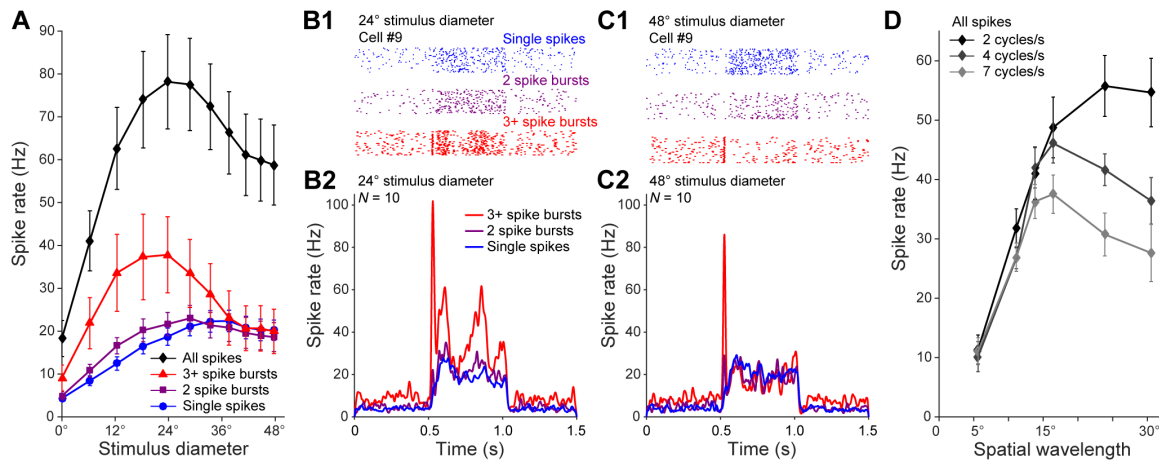 A
Spike rate (Hz)
90
80
70
60
50
40
30
20
10
0
All spikes
3+ spike bursts
2 spike bursts
Single spikes
0° 12° 24° 36° 48°
Stimulus diameter
B1
24° stimulus diameter
Cell #9
Single spikes
2 spike bursts
3+ spike bursts
B2
24° stimulus diameter
N = 10
3+ spike bursts
2 spike bursts
Single spikes
Spike rate (Hz)
100
80
60
40
20
0
0 0.5 1.0 1.5
Time (s)
C1
48° stimulus diameter
Cell #9
C2
48° stimulus diameter
N = 10
Spike rate (Hz)
100
80
60
40
20
0
0 0.5 1.0 1.5
Time (s)
D
All spikes
2 cycles/s
4 cycles/s
7 cycles/s
Spike rate (Hz)
60
50
40
30
20
10
0
0 5° 15° 30°
Spatial wavelength